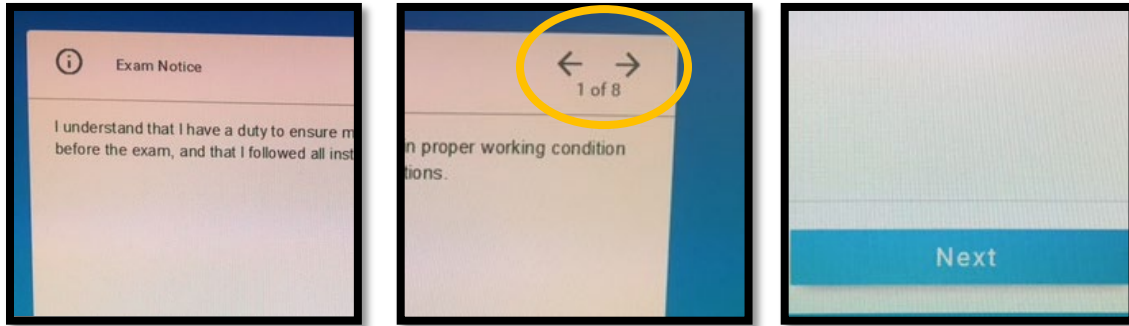 Exam Notice
I understand that I have a duty to ensure m
before the exam, and that I followed all inst
1 of 8
n proper working condition
tions.
Next